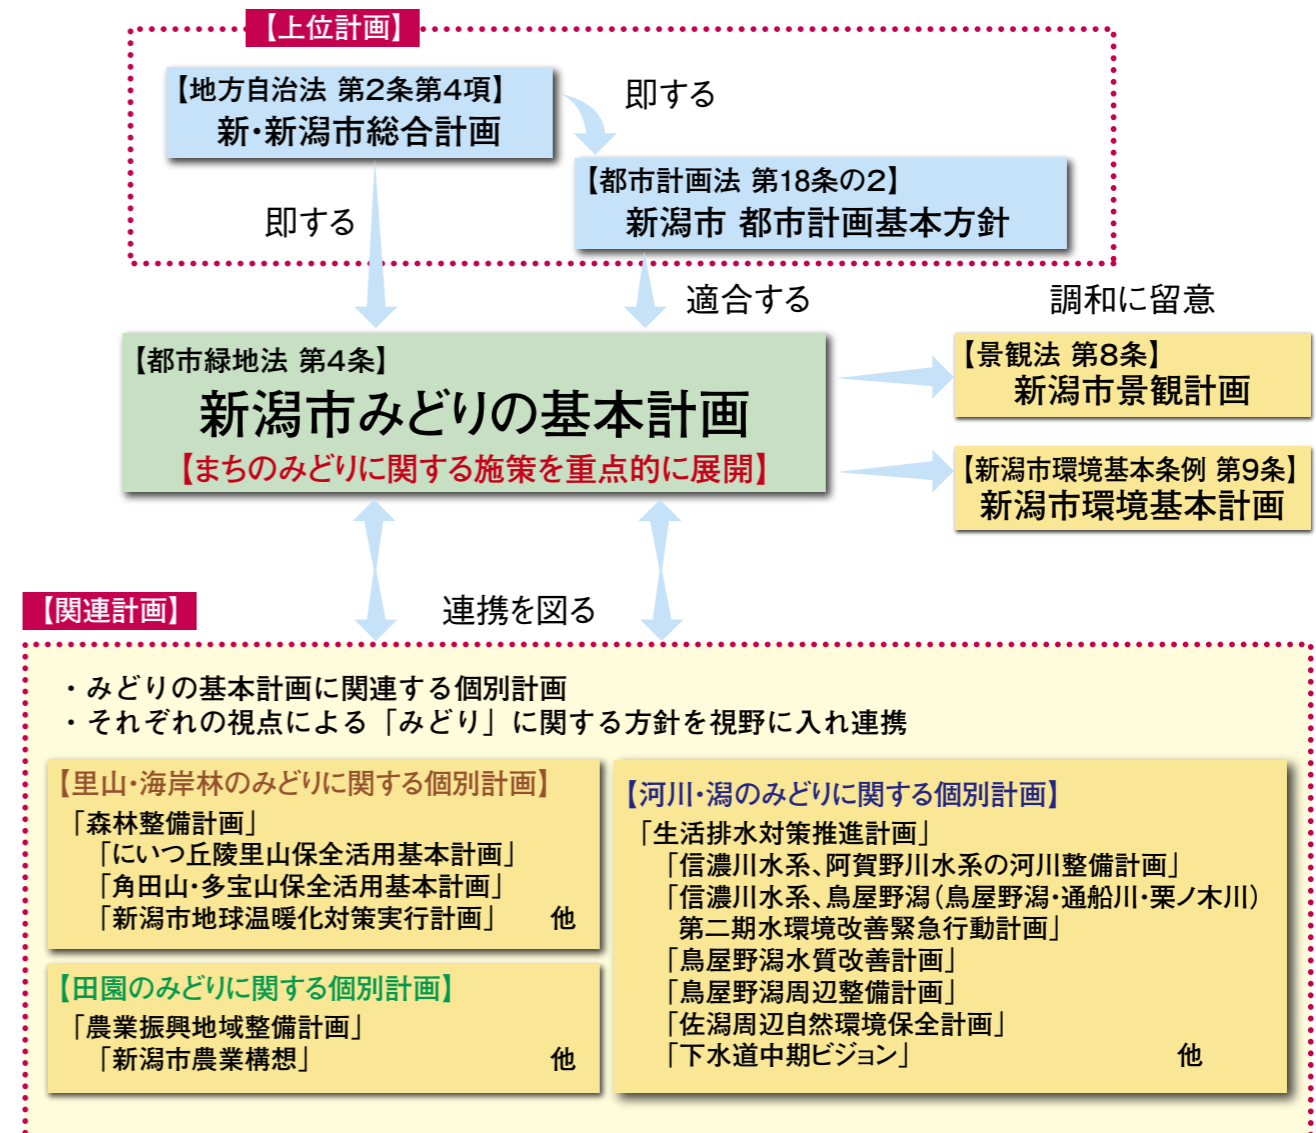 【上位計画】
【地方自治法 第2条第4項】
新・新潟市総合計画
即する
【都市計画法 第18条の2】
新潟市 都市計画基本方針
即する
適合する
調和に留意
【都市緑地法 第4条】
新潟市みどりの基本計画
【まちのみどりに関する施策を重点的に展開】
【景観法 第8条】
新潟市景観計画
【新潟市環境基本条例 第9条】
新潟市環境基本計画
【関連計画】
連携を図る
・みどりの基本計画に関連する個別計画
・それぞれの視点による「みどり」に関する方針を視野に入れ連携
【里山・海岸林のみどりに関する個別計画】
「森林整備計画」
「にいつ丘陵里山保全活用基本計画」
「角田山・多宝山保全活用基本計画」
「新潟市地球温暖化対策実行計画」 他
【田園のみどりに関する個別計画】
「農業振興地域整備計画」
「新潟市農業構想」 他
【河川・潟のみどりに関する個別計画】
「生活排水対策推進計画」
「信濃川水系、阿賀野川水系の河川整備計画」
「信濃川水系、鳥屋野潟(鳥屋野潟・通船川・栗ノ木川)
第二期水環境改善緊急行動計画」
「鳥屋野潟水質改善計画」
「鳥屋野潟周辺整備計画」
「佐潟周辺自然環境保全計画」
「下水道中期ビジョン」 他